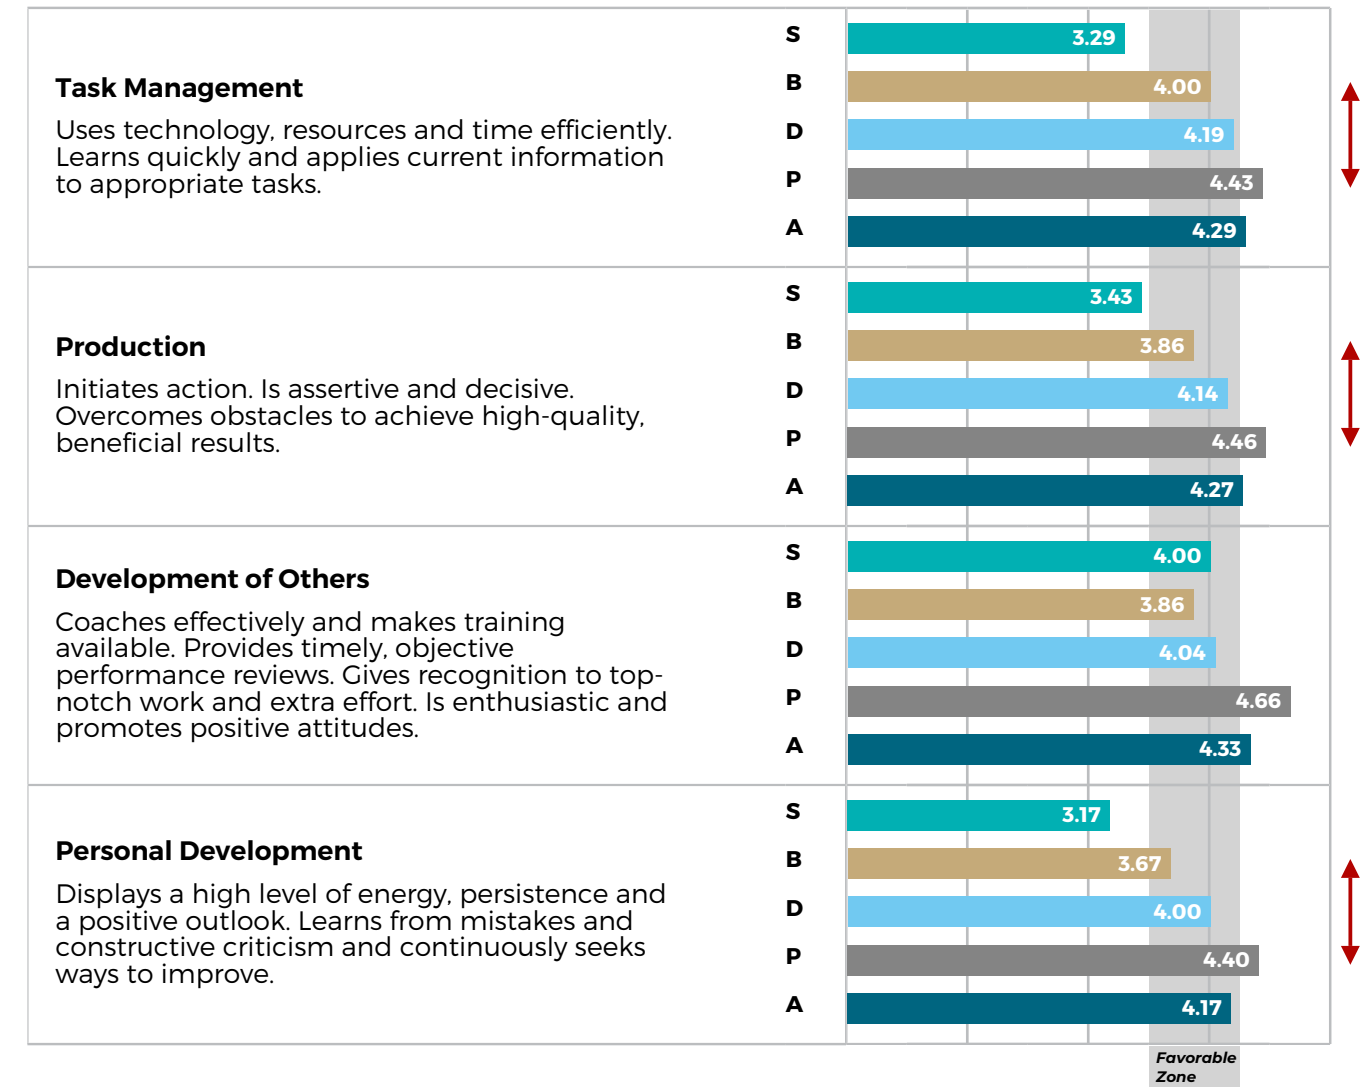 Task Management
Uses technology, resources and time efficiently.
Learns quickly and applies current information
to appropriate tasks.
S 3.29
B 4.00
D 4.19
P 4.43
A 4.29
Production
Initiates action. Is assertive and decisive.
Overcomes obstacles to achieve high-quality,
beneficial results.
S 3.43
B 3.86
D 4.14
P 4.46
A 4.27
Development of Others
Coaches effectively and makes training
available. Provides timely, objective
performance reviews. Gives recognition to top-
notch work and extra effort. Is enthusiastic and
promotes positive attitudes.
S 4.00
B 3.86
D 4.04
P 4.66
A 4.33
Personal Development
Displays a high level of energy, persistence and
a positive outlook. Learns from mistakes and
constructive criticism and continuously seeks
ways to improve.
S 3.17
B 3.67
D 4.00
P 4.40
A 4.17
Favorable
Zone